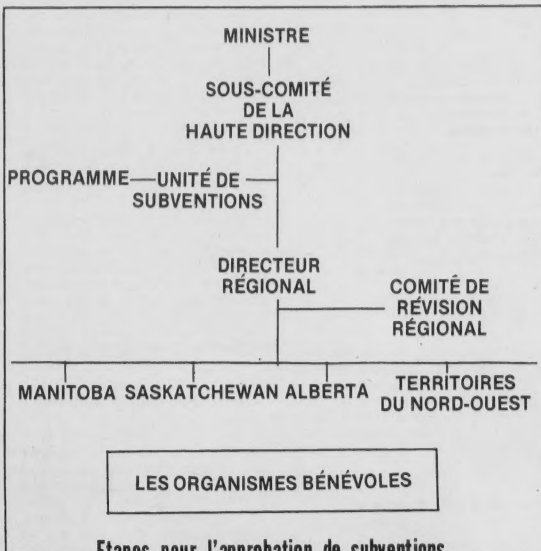 MINISTRE
SOUS-COMITÉ
DE LA
HAUTE DIRECTION
PROGRAMME—UNITÉ DE
SUBVENTIONS
DIRECTEUR
RÉGIONAL
COMITÉ DE
RÉVISION
RÉGIONAL
MANITOBA SASKATCHEWAN ALBERTA TERRITOIRES
DU NORD-OUEST
LES ORGANISMES BÉNÉVOLES
Etapes pour l'approbation de subventions